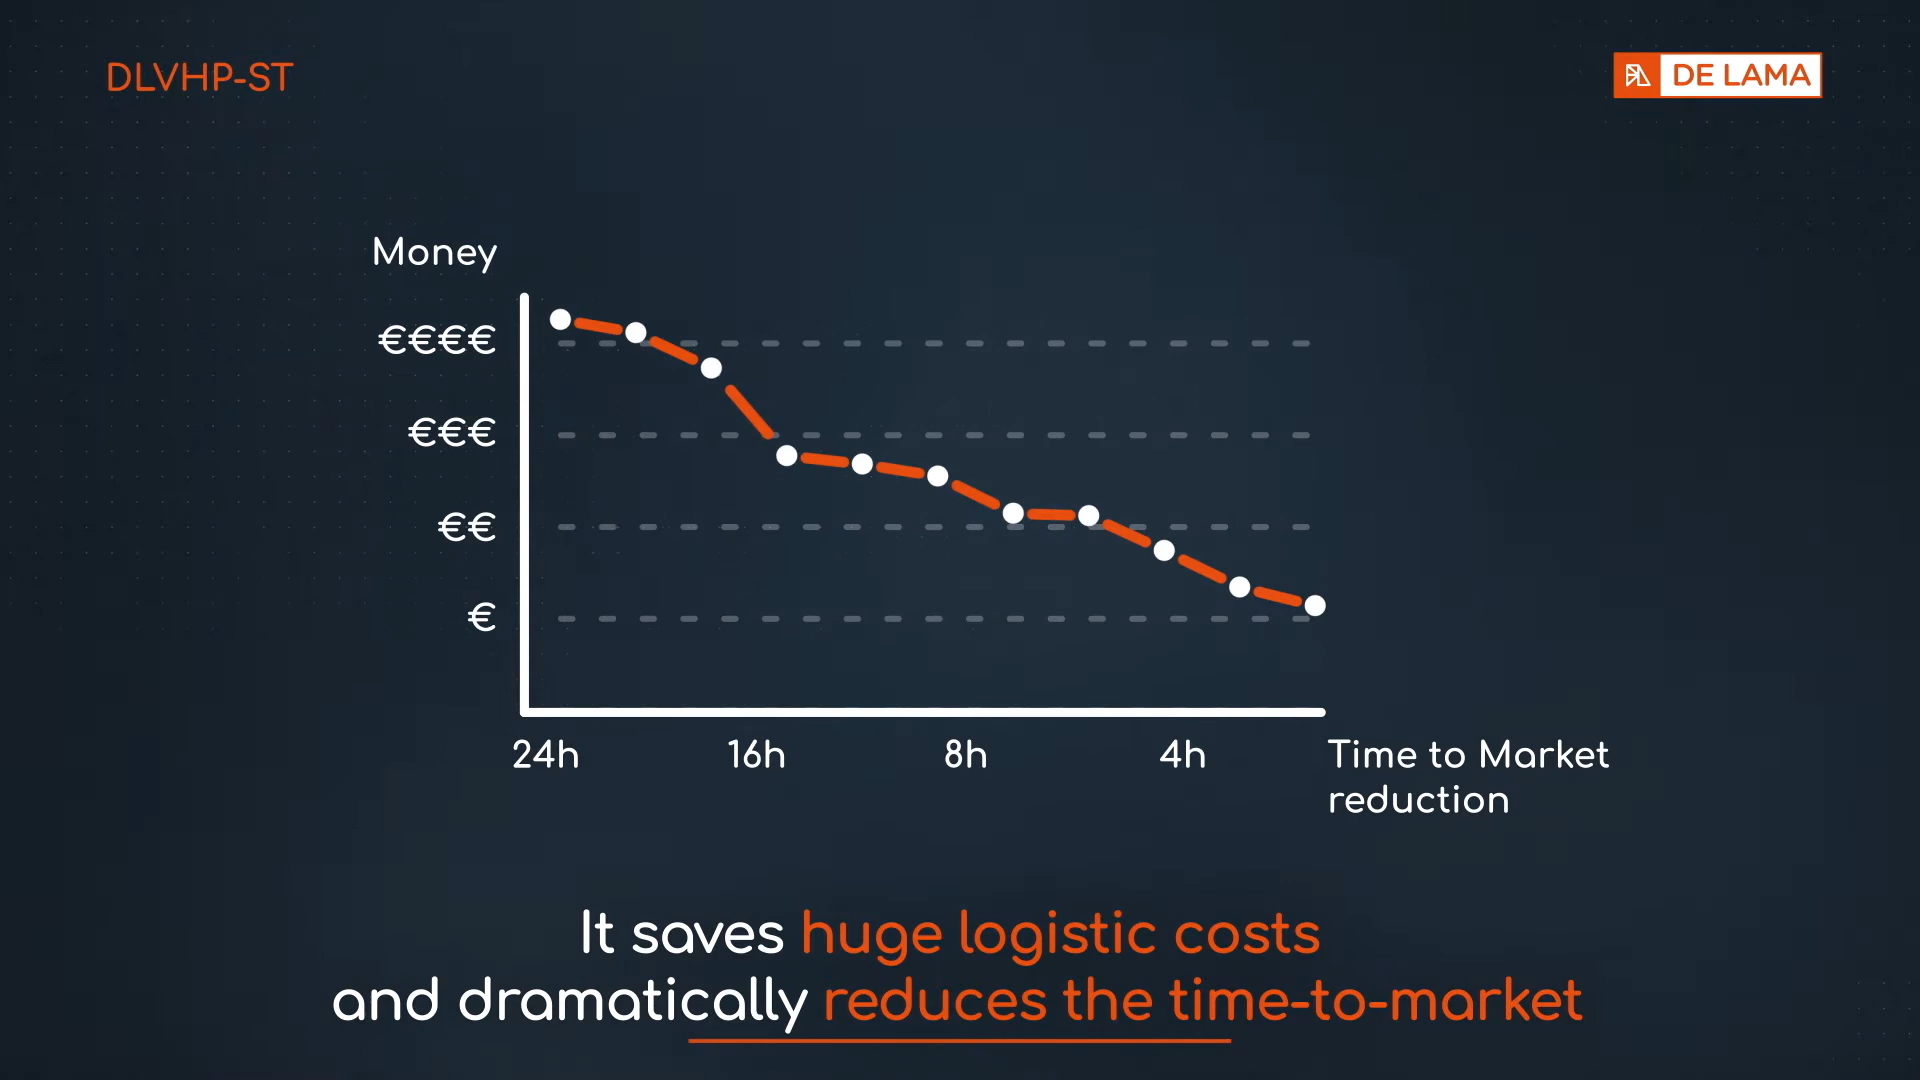 DLVHP-ST
DE LAMA
Money
€€€€
€€€
€€
€
24h 16h 8h 4h Time to Market
reduction
It saves huge logistic costs
and dramatically reduces the time-to-market